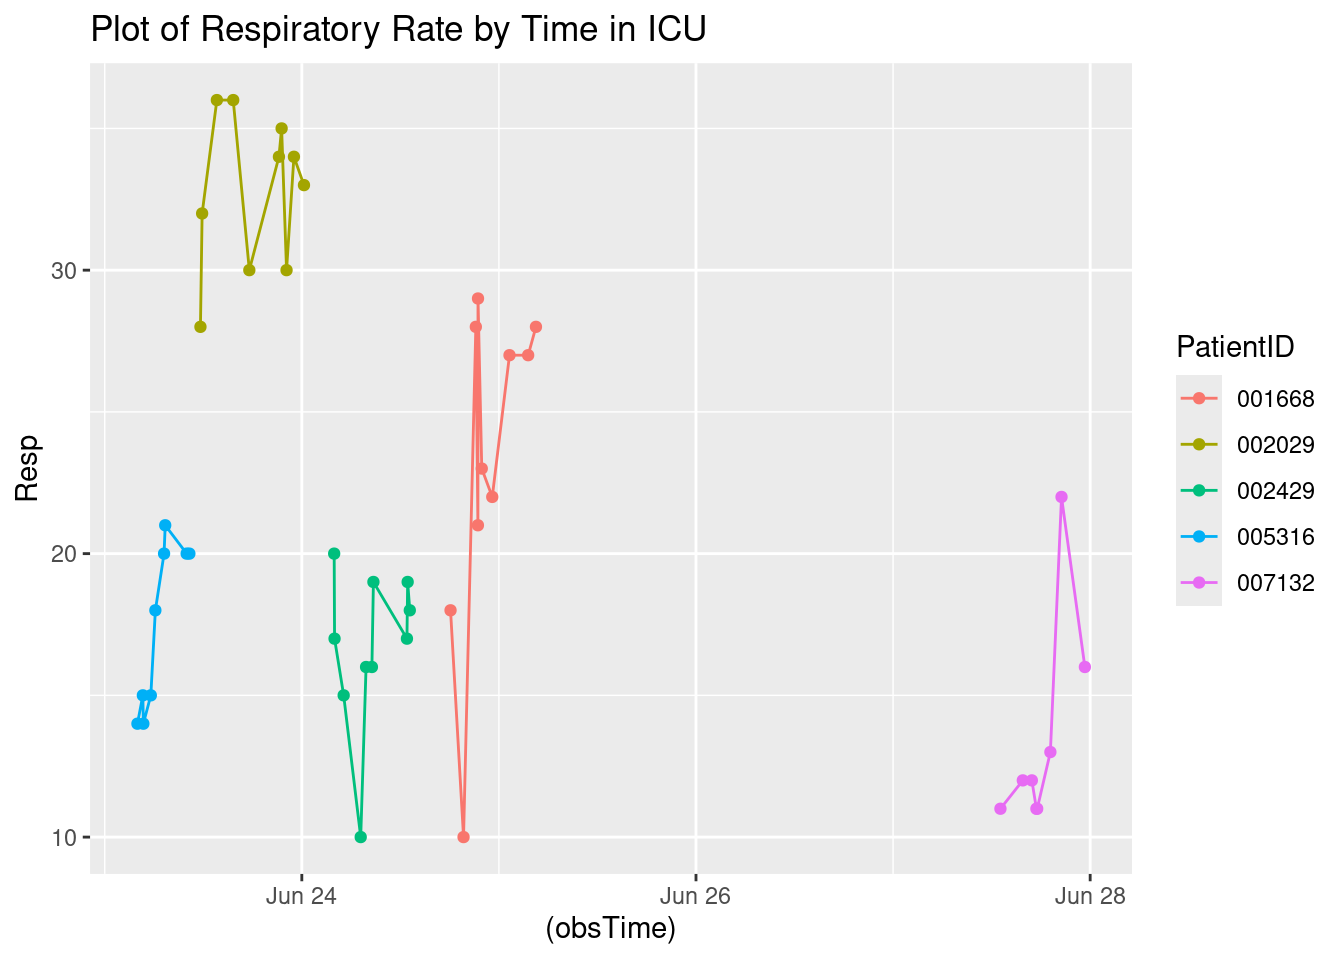 Plot of Respiratory Rate by Time in ICU
30
20
10
Resp
Jun 24
Jun 26
Jun 28
(obsTime)
PatientID
001668
002029
002429
005316
007132